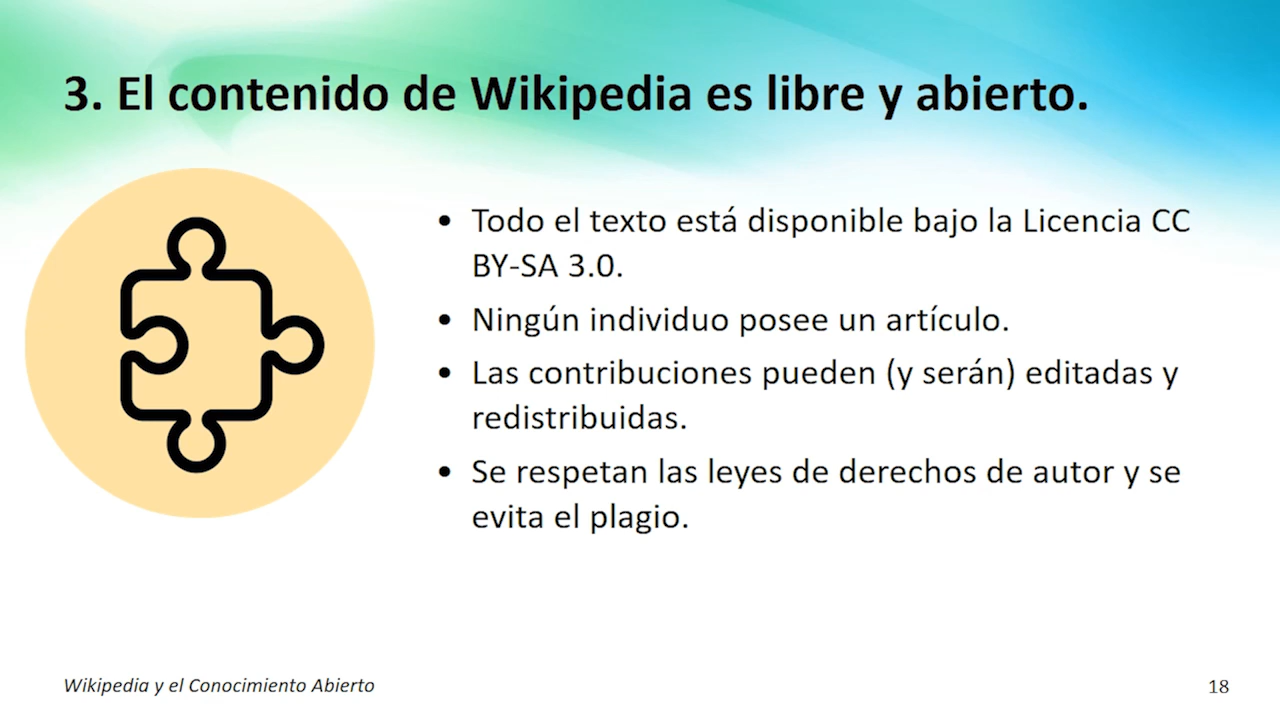 3. El contenido de Wikipedia es libre y abierto.
• Todo el texto está disponible bajo la Licencia CC
BY-SA 3.0.
• Ningún individuo posee un artículo.
• Las contribuciones pueden (y serán) editadas y
redistribuidas.
• Se respetan las leyes de derechos de autor y se
evita el plagio.
Wikipedia y el Conocimiento Abierto
18